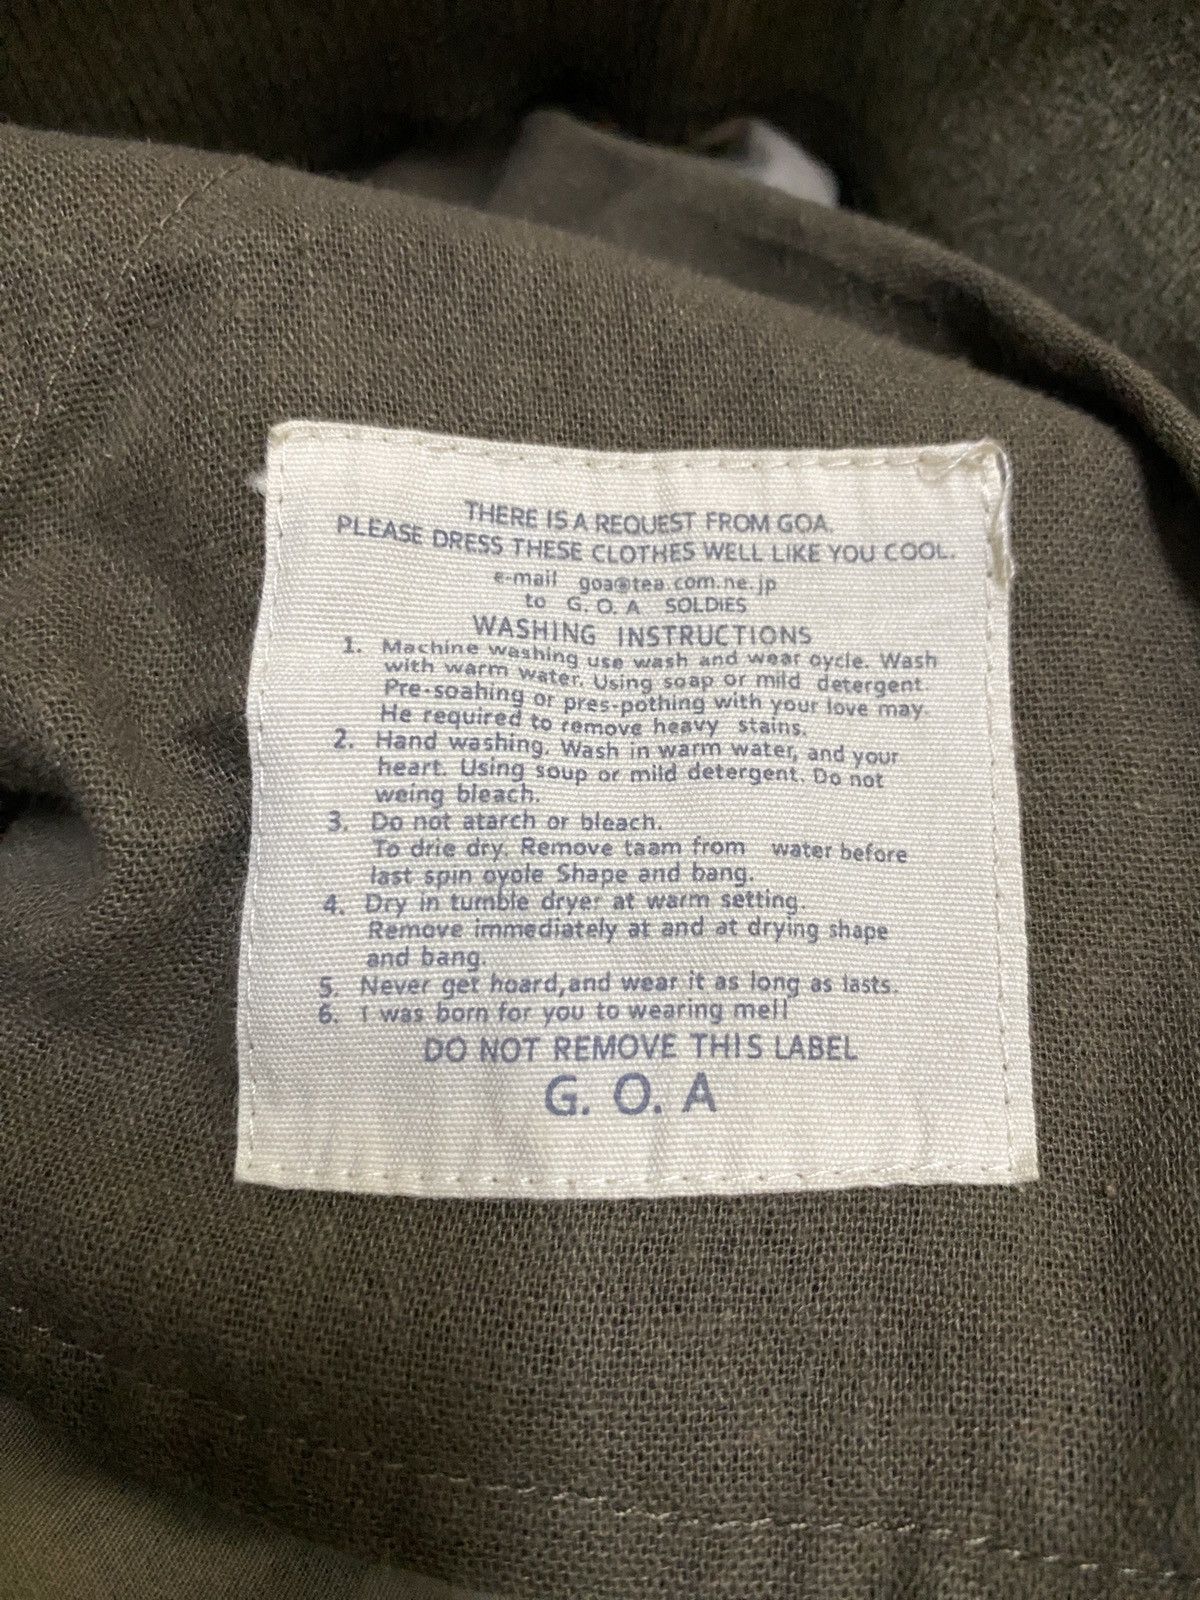 THERE IS A REQUEST FROM GOA.
PLEASE DRESS THESE CLOTHES WELL LIKE YOU COOL.
e-mail goa@tea.com.ne.jp
to G. O. A SOLDIES
WASHING INSTRUCTIONS
1. Machine washing use wash and wear oycle. Wash
with warm water. Using soap or mild detergent.
Pre-soahing or pres-pothing with your love may.
He required to remove heavy stains.
2. Hand washing. Wash in warm water, and your
heart. Using soup or mild detergent. Do not
weing bleach.
3. Do not atarch or bleach.
To drie dry. Remove taam from water before
last spin oyole Shape and bang.
4. Dry in tumble dryer at warm setting.
Remove immediately at and at drying shape
and bang.
5. Never get hoard,and wear it as long as lasts.
6. I was born for you to wearing mell
DO NOT REMOVE THIS LABEL
G. O. A